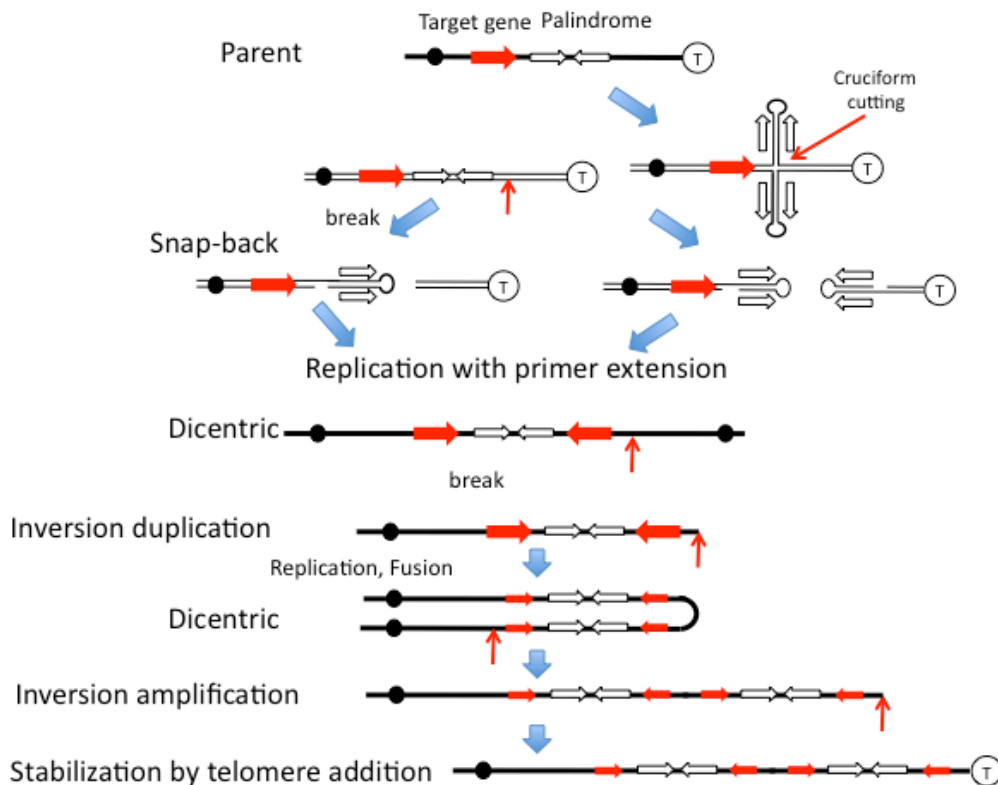 Target gene Palindrome
Parent
T
Cruciform
cutting
T
T
break
Snap-back
T
T
Replication with primer extension
Dicentric
break
Inversion duplication
Replication, Fusion
Dicentric
Inversion amplification
Stabilization by telomere addition
T